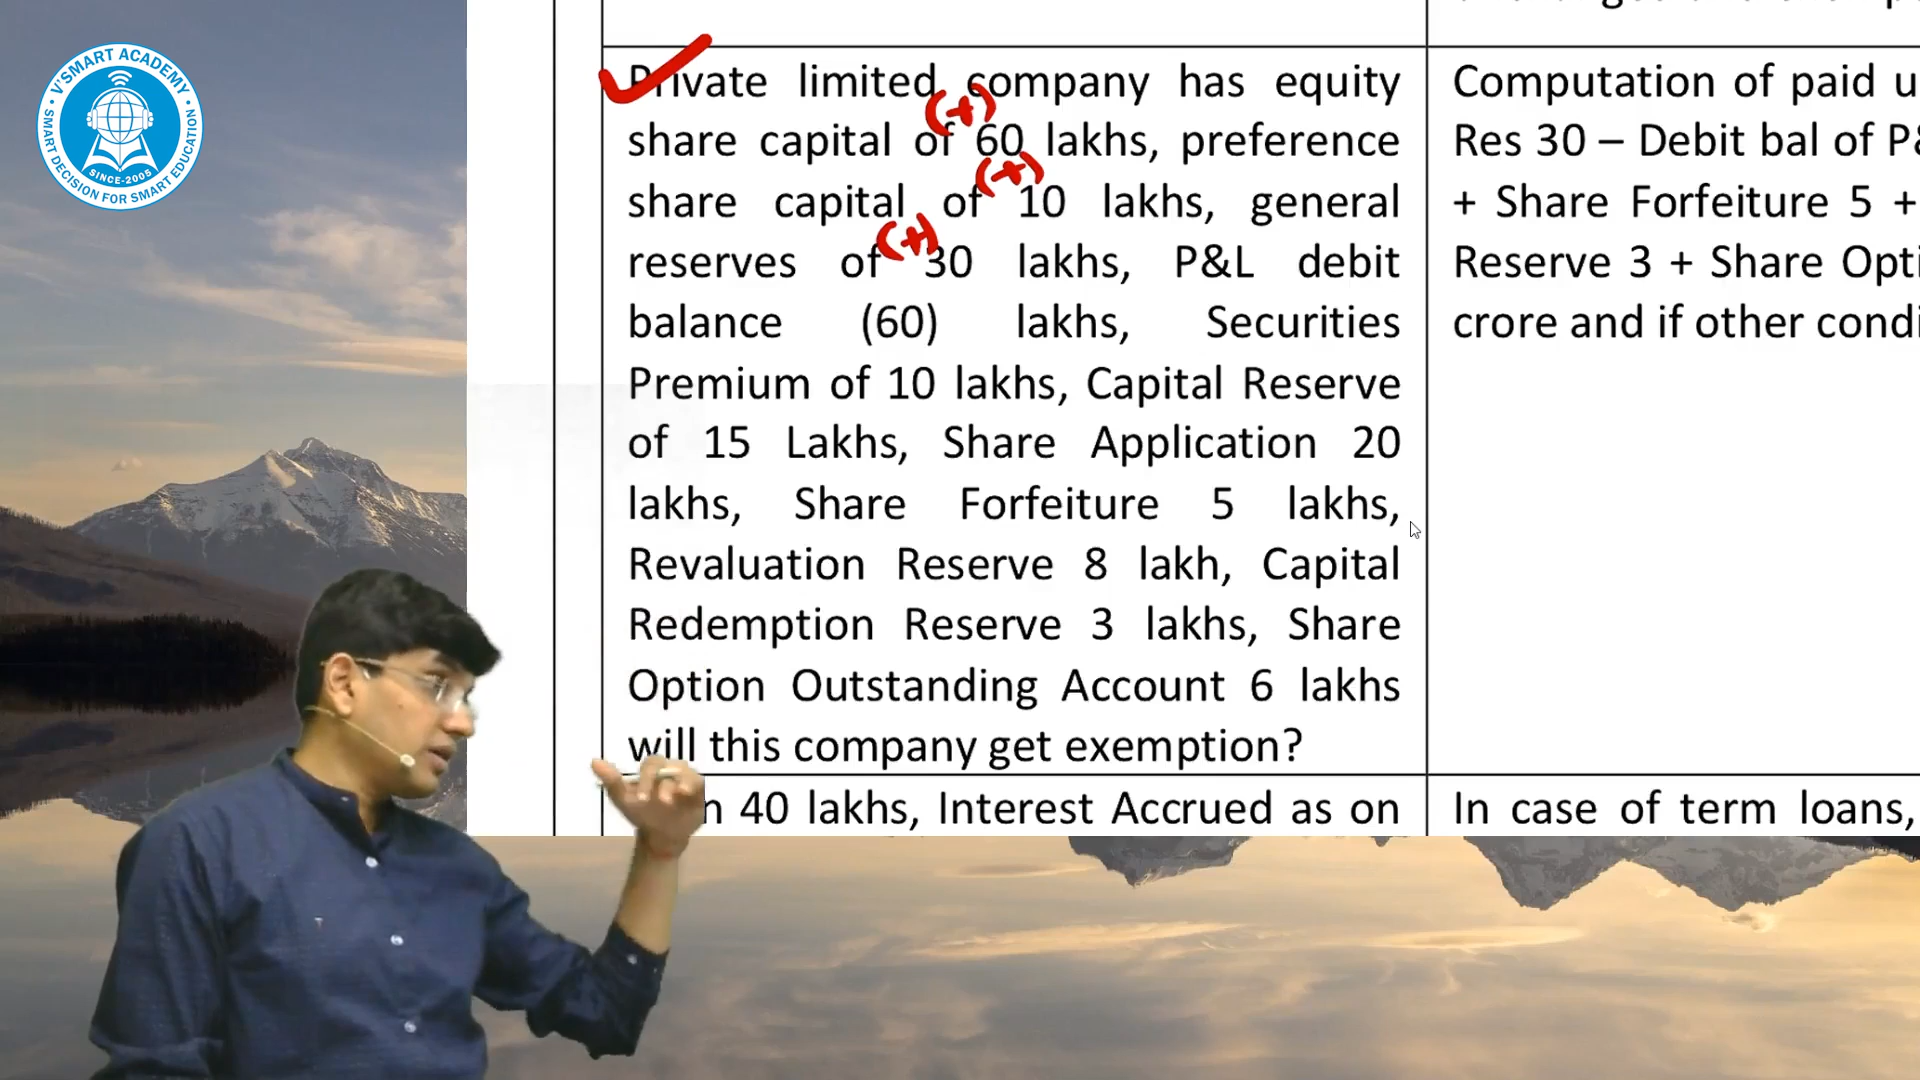 V'SMART ACADEMY
SMART DECISION FOR SMART EDUCATION
SINCE-2005
Private limited company has equity
share capital of 60 lakhs, preference
share capital of 10 lakhs, general
reserves of 30 lakhs, P&L debit
balance (60) lakhs, Securities
Premium of 10 lakhs, Capital Reserve
of 15 Lakhs, Share Application 20
lakhs, Share Forfeiture 5 lakhs,
Revaluation Reserve 8 lakh, Capital
Redemption Reserve 3 lakhs, Share
Option Outstanding Account 6 lakhs
will this company get exemption?
40 lakhs, Interest Accrued as on
(+)
(+)
(+)
Computation of paid u
Res 30 – Debit bal of P&
+ Share Forfeiture 5 +
Reserve 3 + Share Opti
crore and if other condi
In case of term loans,